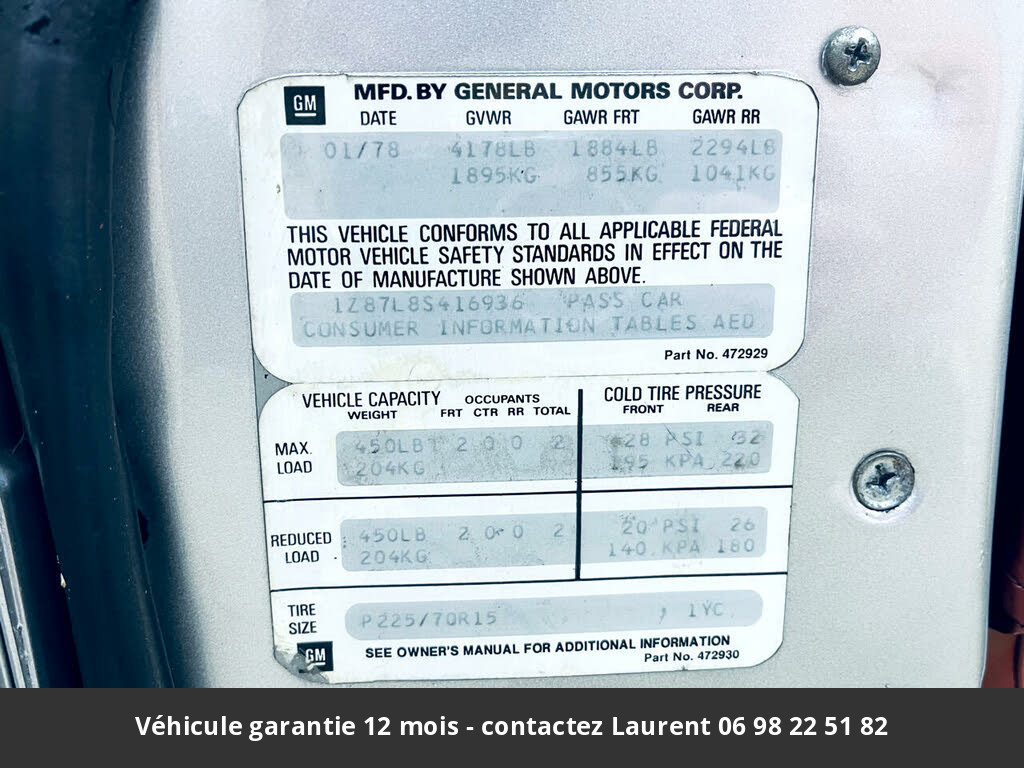 GM MFD. BY GENERAL MOTORS CORP.
DATE GVWR GAWR FRT GAWR RR
01/78 4178LB 1884LB 2294LB
1895KG 855KG 1041KG
THIS VEHICLE CONFORMS TO ALL APPLICABLE FEDERAL
MOTOR VEHICLE SAFETY STANDARDS IN EFFECT ON THE
DATE OF MANUFACTURE SHOWN ABOVE.
1Z87L8S416936 PASS CAR
CONSUMER INFORMATION TABLES AED
Part No. 472929
VEHICLE CAPACITY OCCUPANTS COLD TIRE PRESSURE
WEIGHT FRT CTR RR TOTAL FRONT REAR
MAX. LOAD 450LB 2 0 0 2 28 PSI 32
204KG 195 KPA 220
REDUCED LOAD 450LB 2 0 0 2 20 PSI 26
204KG 140 KPA 180
TIRE SIZE P225/70R15 , 1YC
GM SEE OWNER'S MANUAL FOR ADDITIONAL INFORMATION
Part No. 472930
Véhicule garantie 12 mois - contactez Laurent 06 98 22 51 82